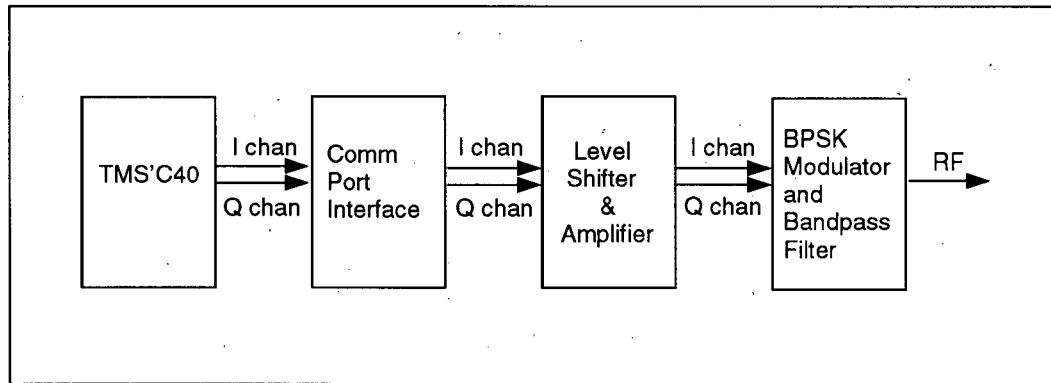 TMS'C40
I chan
Q chan
Comm
Port
Interface
I chan
Q chan
Level
Shifter
&
Amplifier
I chan
Q chan
BPSK
Modulator
and
Bandpass
Filter
RF